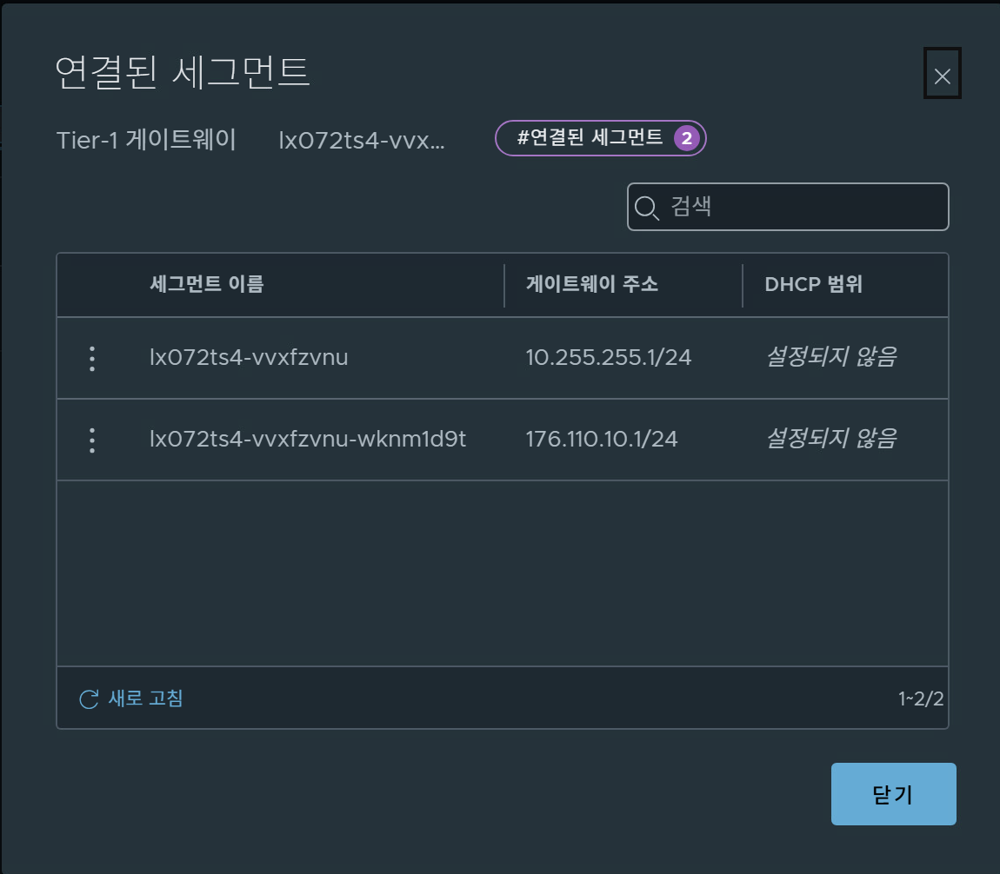 연결된 세그먼트
Tier-1 게이트웨이 lx072ts4-vvx... #연결된 세그먼트 2
검색
세그먼트 이름 게이트웨이 주소 DHCP 범위
lx072ts4-vvxfzvnu 10.255.255.1/24 설정되지 않음
lx072ts4-vvxfzvnu-wknm1d9t 176.110.10.1/24 설정되지 않음
새로 고침 1~2/2
닫기